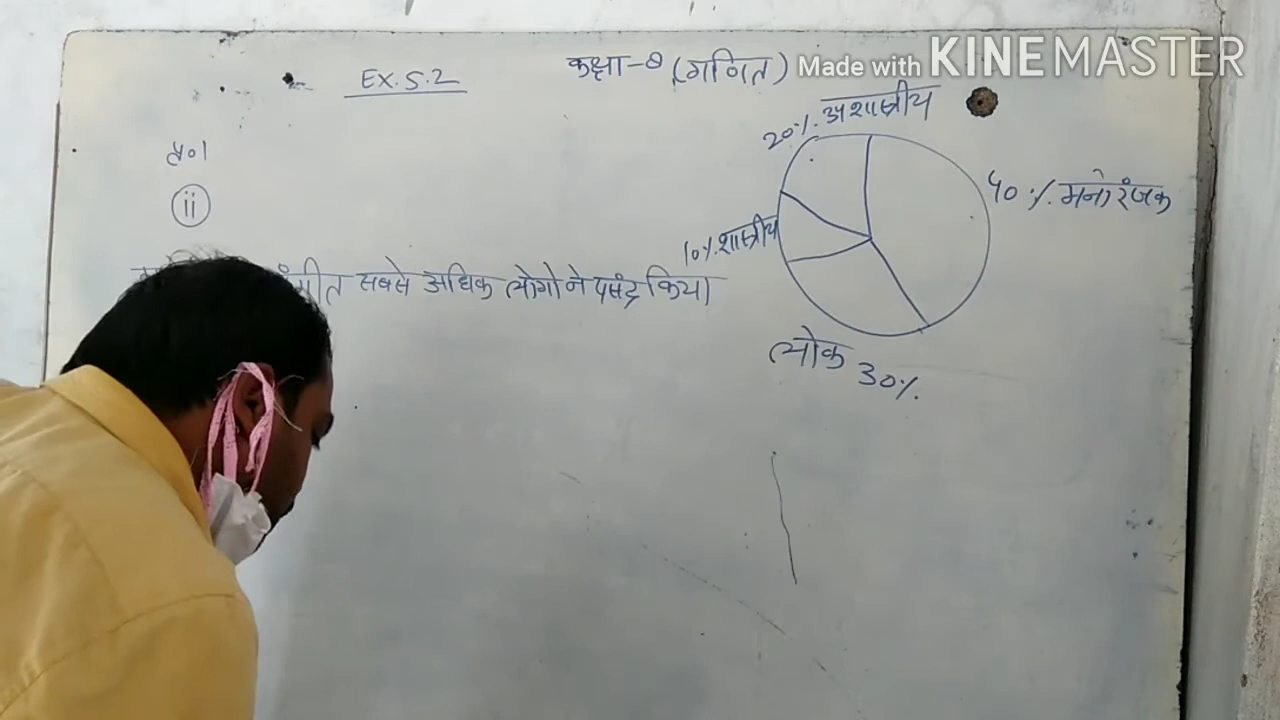 EX.5.2
कक्षा-8 (गणित)
Made with KINEMASTER
20% अशास्त्रीय
40% मनोरंजक
10% शास्त्रीय
लोक 30%
(ii)
सबसे अधिक लोगो ने पसंद किया